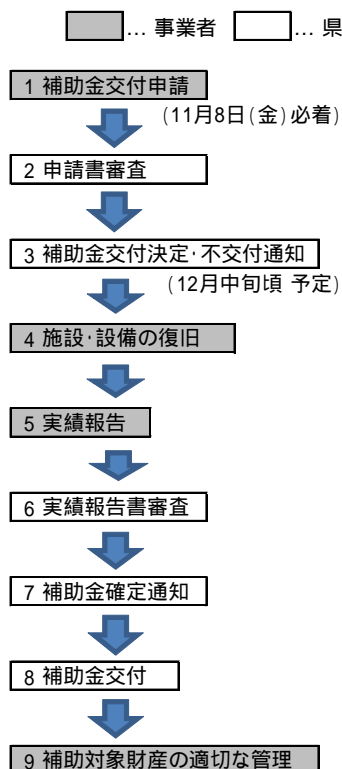 … 事業者 … 県
1 補助金交付申請
(11月8日(金)必着)
2 申請書審査
3 補助金交付決定・不交付通知
(12月中旬頃 予定)
4 施設・設備の復旧
5 実績報告
6 実績報告書審査
7 補助金確定通知
8 補助金交付
9 補助対象財産の適切な管理